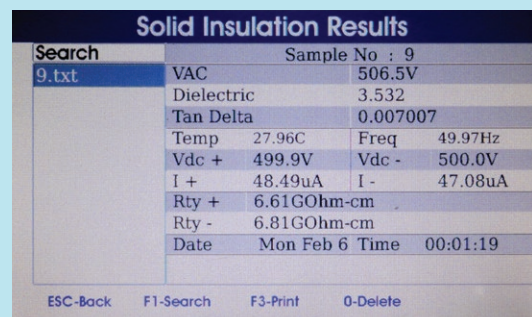 Solid Insulation Results
Search
Sample No : 9
9.txt
VAC 506.5V
Dielectric 3.532
Tan Delta 0.007007
Temp 27.96C Freq 49.97Hz
Vdc + 499.9V Vdc - 500.0V
I + 48.49uA I - 47.08uA
Rty + 6.61GOhm-cm
Rty - 6.81GOhm-cm
Date Mon Feb 6 Time 00:01:19
ESC-Back F1-Search F3-Print 0-Delete